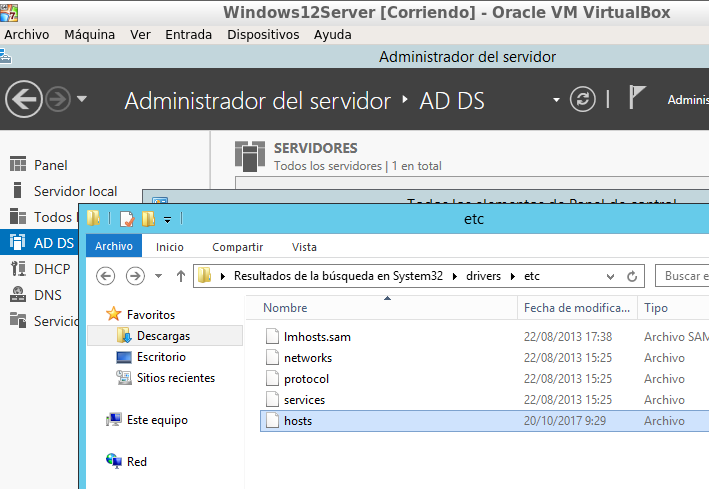 Windows12Server [Corriendo] - Oracle VM VirtualBox
Archivo Máquina Ver Entrada Dispositivos Ayuda
Administrador del servidor
Administrador del servidor AD DS
Adminis
Panel
Servidor local
Todos l
AD DS
DHCP
DNS
Servicio
SERVIDORES
Todos los servidores | 1 en total
Todos los elementos de Panel de control
etc
Archivo Inicio Compartir Vista
Resultados de la búsqueda en System32 drivers etc
Buscar e
Favoritos
Descargas
Escritorio
Sitios recientes
Este equipo
Red
Nombre Fecha de modifica... Tipo
lmhosts.sam 22/08/2013 17:38 Archivo SAM
networks 22/08/2013 15:25 Archivo
protocol 22/08/2013 15:25 Archivo
services 22/08/2013 15:25 Archivo
hosts 20/10/2017 9:29 Archivo